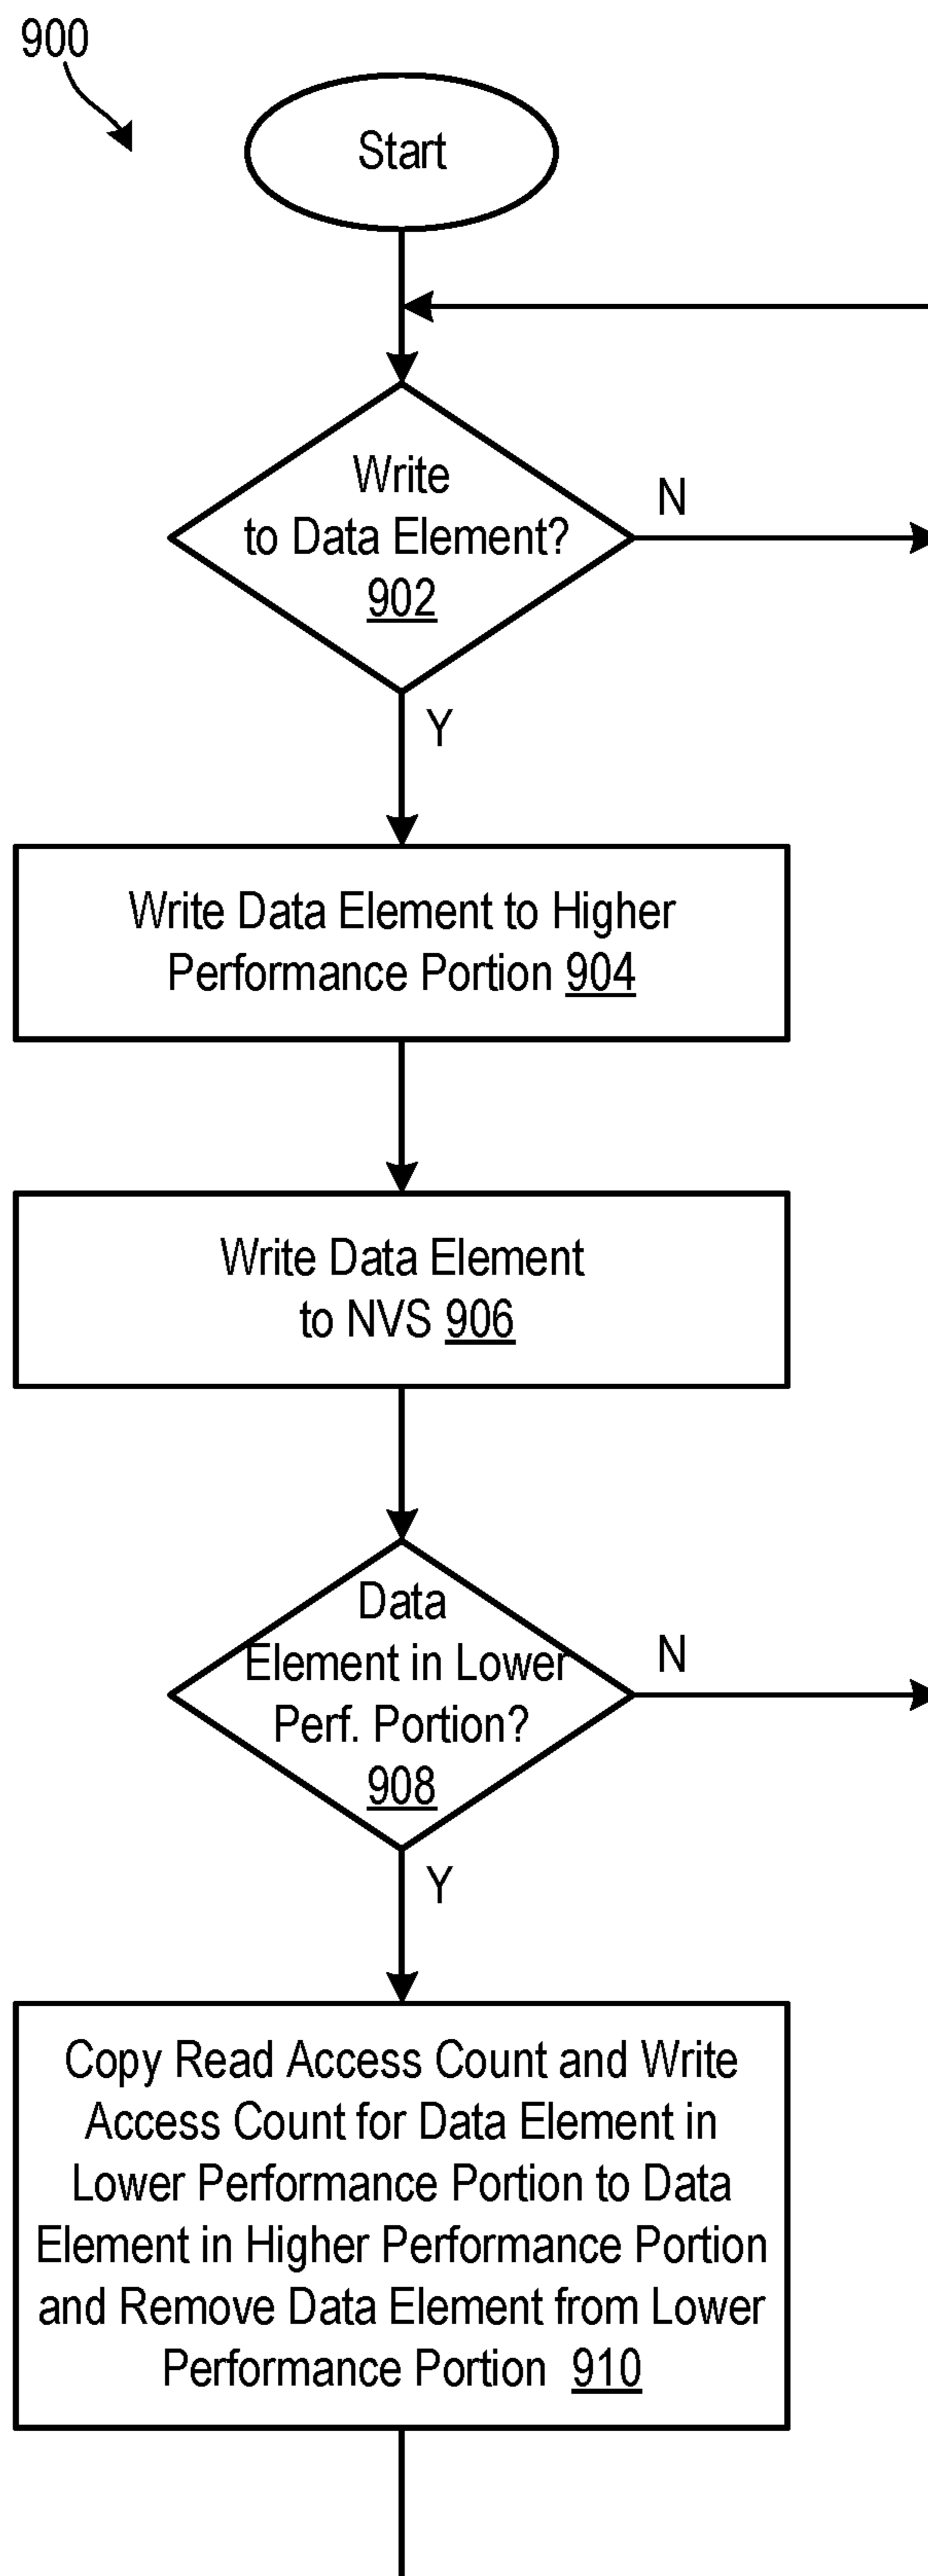 900
Start
Write
to Data Element?
902
N
Y
Write Data Element to Higher
Performance Portion 904
Write Data Element
to NVS 906
Data
Element in Lower
Perf. Portion?
908
N
Y
Copy Read Access Count and Write
Access Count for Data Element in
Lower Performance Portion to Data
Element in Higher Performance Portion
and Remove Data Element from Lower
Performance Portion 910